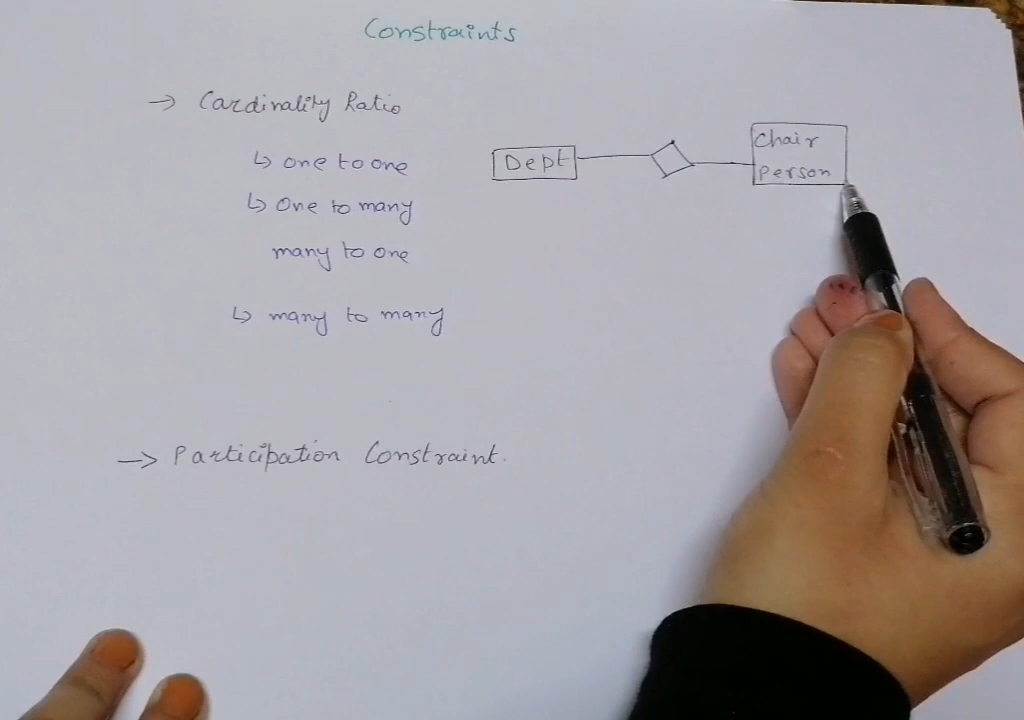 Constraints
→ Cardinality Ratio
↳ one to one
Dept
Chair
Person
↳ One to many
many to one
↳ many to many
→ Participation Constraint.